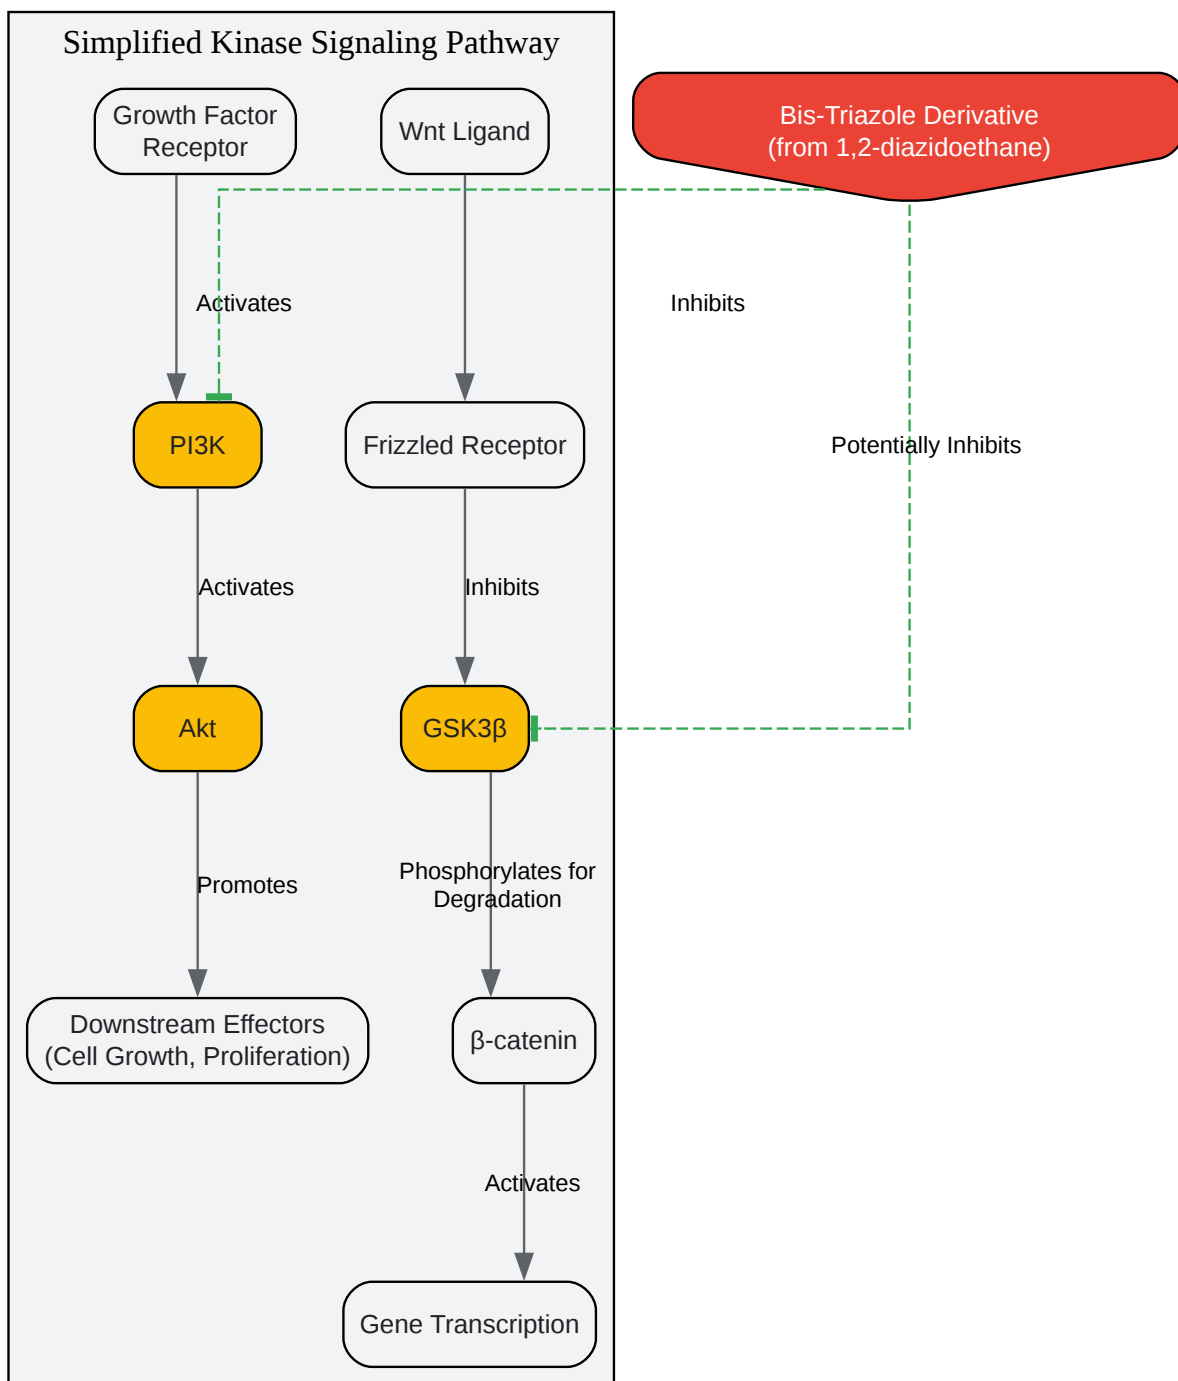 Simplified Kinase Signaling Pathway
Growth Factor
Receptor
Wnt Ligand
Bis-Triazole Derivative
(from 1,2-diazidoethane)
Activates
Inhibits
PI3K
Frizzled Receptor
Potentially Inhibits
Activates
Inhibits
Akt
GSK3β
Promotes
Phosphorylates for
Degradation
Downstream Effectors
(Cell Growth, Proliferation)
β-catenin
Activates
Gene Transcription